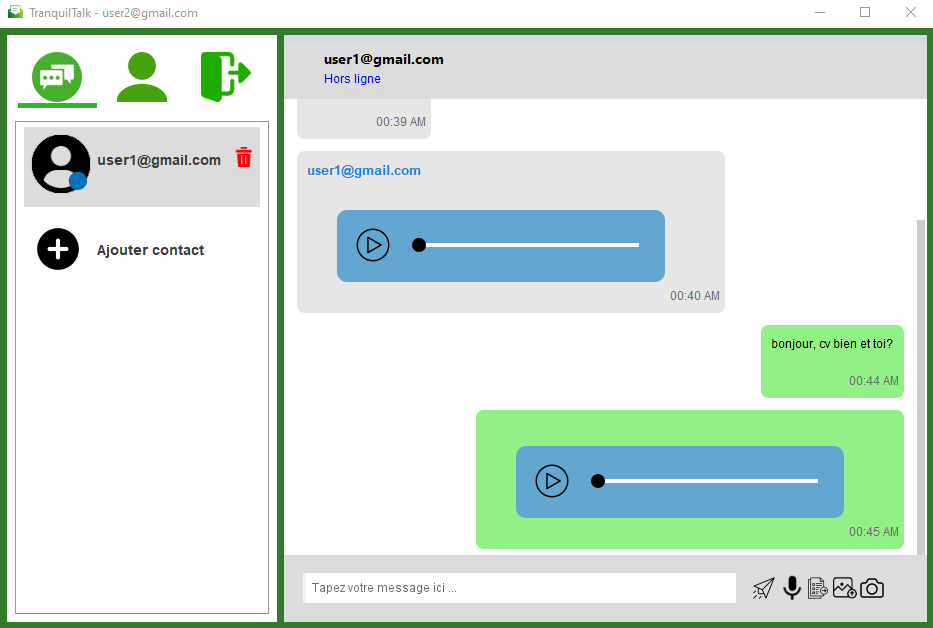 TranquilTalk - user2@gmail.com
user1@gmail.com
Ajouter contact
user1@gmail.com
Hors ligne
00:39 AM
user1@gmail.com
00:40 AM
bonjour, cv bien et toi?
00:44 AM
00:45 AM
Tapez votre message ici ...